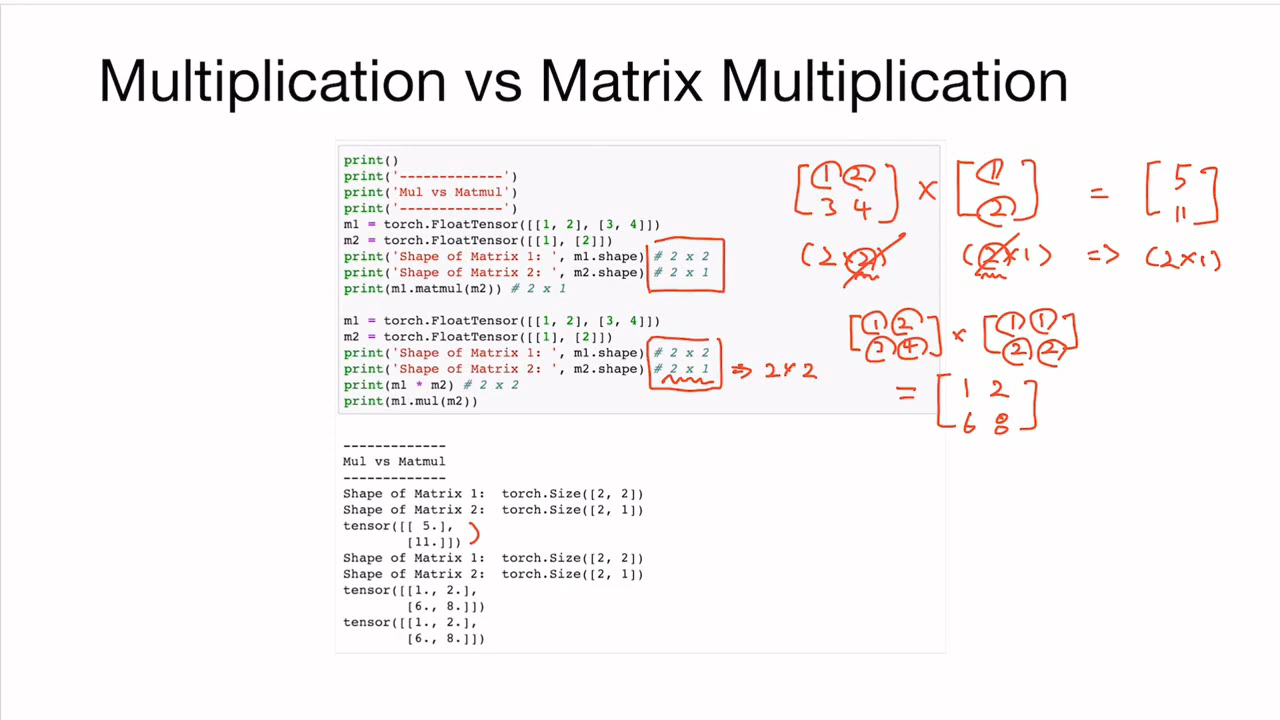 Multiplication vs Matrix Multiplication
print()
print('-------------')
print('Mul vs Matmul')
print('-------------')
m1 = torch.FloatTensor([[1, 2], [3, 4]])
m2 = torch.FloatTensor([[1], [2]])
print('Shape of Matrix 1: ', m1.shape) # 2 x 2
print('Shape of Matrix 2: ', m2.shape) # 2 x 1
print(m1.matmul(m2)) # 2 x 1
m1 = torch.FloatTensor([[1, 2], [3, 4]])
m2 = torch.FloatTensor([[1], [2]])
print('Shape of Matrix 1: ', m1.shape) # 2 x 2
print('Shape of Matrix 2: ', m2.shape) # 2 x 1 => 2x2
print(m1 * m2) # 2 x 2
print(m1.mul(m2))
[1 2] x [1] = [5]
[3 4] [2] [11]
(2x2) (2x1) => (2x1)
[1 2] x [1 1]
[3 4] [2 2]
= [1 2]
[6 8]
-------------
Mul vs Matmul
-------------
Shape of Matrix 1:  torch.Size([2, 2])
Shape of Matrix 2:  torch.Size([2, 1])
tensor([[ 5.],
[11.]]) )
Shape of Matrix 1:  torch.Size([2, 2])
Shape of Matrix 2:  torch.Size([2, 1])
tensor([[1., 2.],
[6., 8.]])
tensor([[1., 2.],
[6., 8.]])